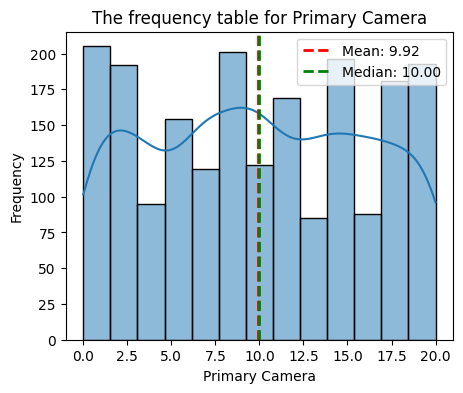 The frequency table for Primary Camera
Mean: 9.92
Median: 10.00
Frequency
200
175
150
125
100
75
50
25
0
0.0 2.5 5.0 7.5 10.0 12.5 15.0 17.5 20.0
Primary Camera